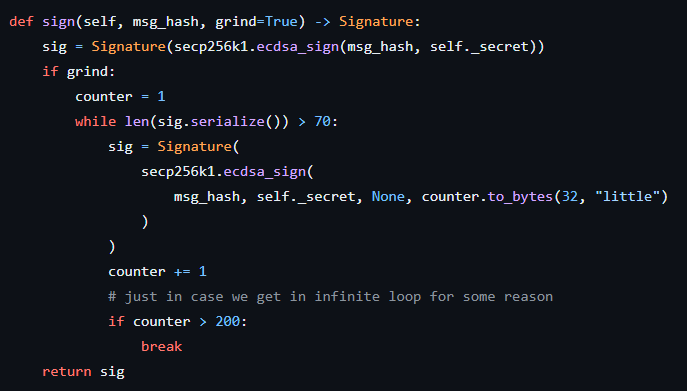 def sign(self, msg_hash, grind=True) -> Signature:
    sig = Signature(secp256k1.ecdsa_sign(msg_hash, self._secret))
    if grind:
        counter = 1
        while len(sig.serialize()) > 70:
            sig = Signature(
                secp256k1.ecdsa_sign(
                    msg_hash, self._secret, None, counter.to_bytes(32, "little")
                )
            )
            counter += 1
            # just in case we get in infinite loop for some reason
            if counter > 200:
                break
    return sig